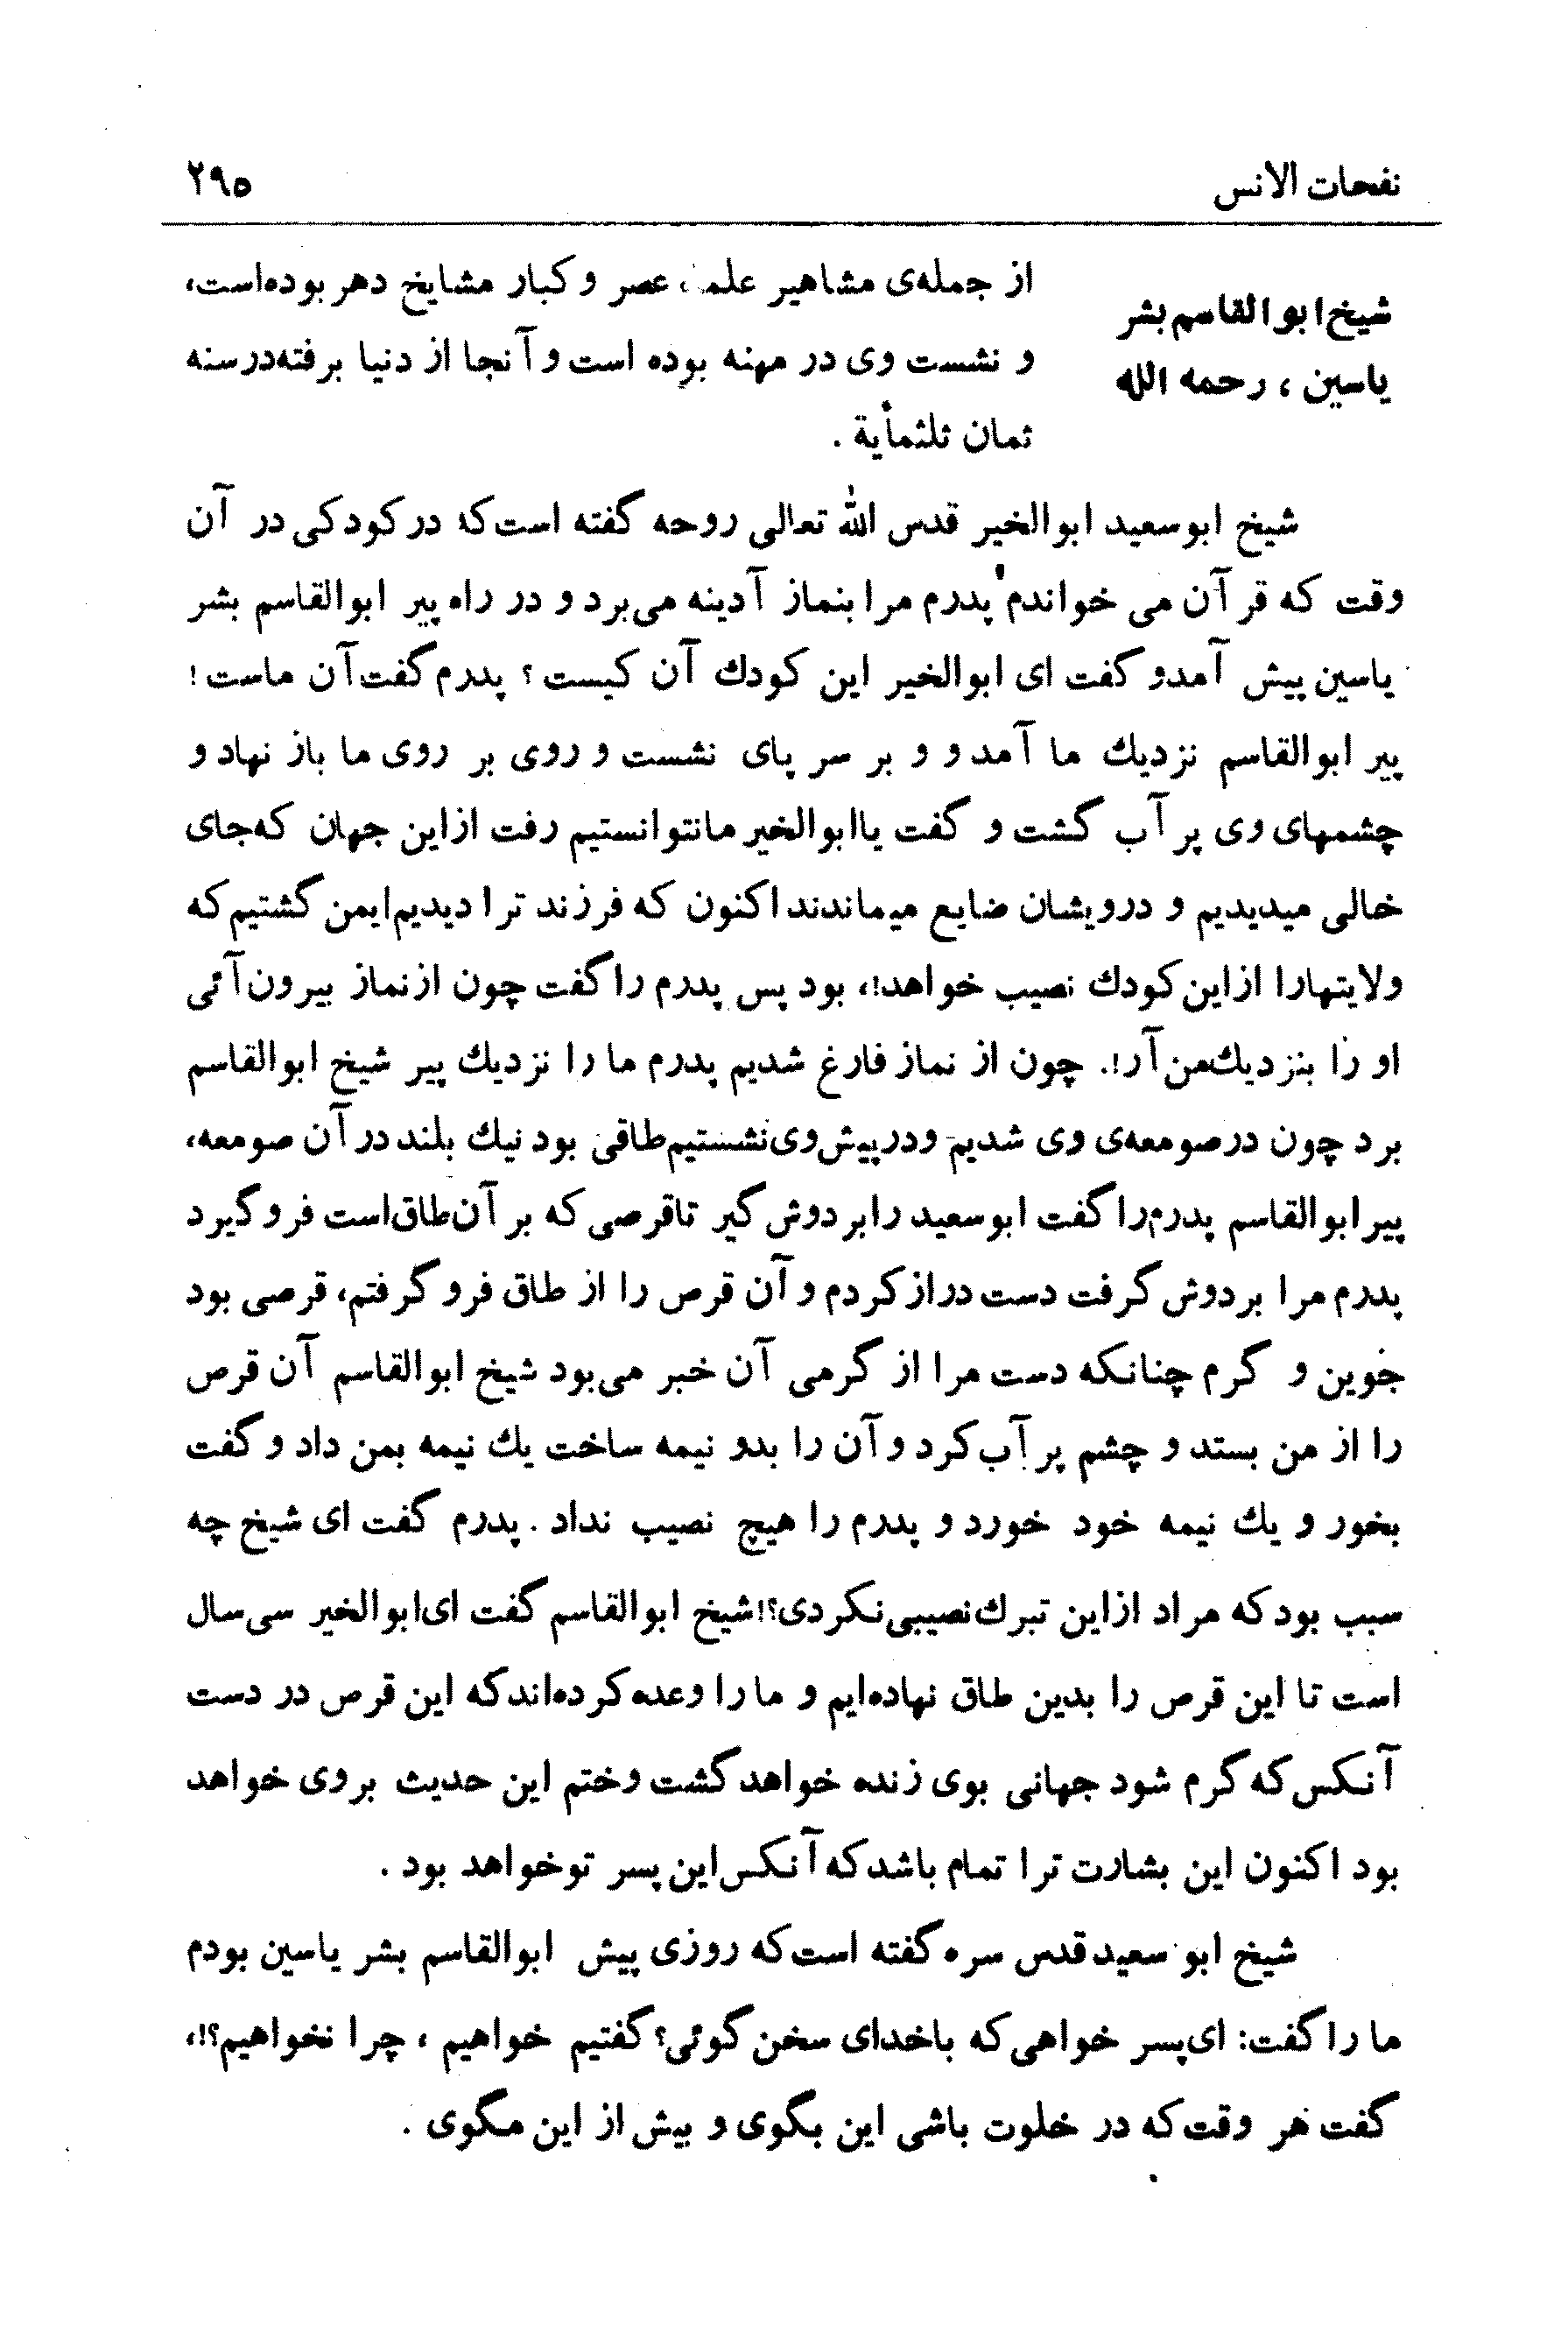 نفحات الانس ۲۹۵
شیخ ابوالقاسم بشر
یاسین ، رحمه الله
از جمله‌ی مشاهیر علماء عصر و کبار مشایخ دهر بوده‌است،
و نشست وی در مهنه بوده است و آنجا از دنیا برفته درسنه
ثمان ثلثمأیة .
شیخ ابوسعید ابوالخیر قدس الله تعالی روحه گفته است که در کودکی در آن
وقت که قرآن می خواندم پدرم مرا بنماز آدینه می‌برد و در راه پیر ابوالقاسم بشر
یاسین پیش آمدو گفت ای ابوالخیر این کودك آن کیست ؟ پدرم گفت آن ماست !
پیر ابوالقاسم نزدیك ما آمد و و بر سر پای نشست و روی بر روی ما باز نهاد و
چشمهای وی پر آب گشت و گفت یاابوالخیر مانتوانستیم رفت ازاین جهان که‌جای
خالی میدیدیم و درویشان ضایع میماندند اکنون که فرزند ترا دیدیم ایمن گشتیم که
ولایتهارا ازاین کودك نصیب خواهد!، بود پس پدرم را گفت چون ازنماز بیرون آئی
او را بنزدیك‌من آر!. چون از نماز فارغ شدیم پدرم ما را نزدیك پیر شیخ ابوالقاسم
برد چون درصومعه‌ی وی شدیم ودرپیش‌وی‌نشستیم طاقی بود نیك بلند در آن صومعه،
پیرابوالقاسم پدرم‌را گفت ابوسعید رابر دوش گیر تاقرصی که بر آن‌طاق‌است فرو گیرد
پدرم مرا بردوش گرفت دست دراز کردم و آن قرص را از طاق فرو گرفتم، قرصی بود
جوین و گرم چنانکه دست مرا از گرمی آن خبر می‌بود شیخ ابوالقاسم آن قرص
را از من بستد و چشم پر آب کرد و آن را بدو نیمه ساخت یك نیمه بمن داد و گفت
بخور و یك نیمه خود خورد و پدرم را هیچ نصیب نداد . پدرم گفت ای شیخ چه
سبب بود که مراد ازاین تبرك‌نصیبی‌نکردی؟!شیخ ابوالقاسم گفت ای‌ابوالخیر سی‌سال
است تا این قرص را بدین طاق نهاده‌ایم و ما را وعده کرده‌اند که این قرص در دست
آنکس که گرم شود جهانی بوی زنده خواهد گشت وختم این حدیث بروی خواهد
بود اکنون این بشارت ترا تمام باشد که آنکس‌این پسر توخواهد بود .
شیخ ابو سعید قدس سره گفته است که روزی پیش ابوالقاسم بشر یاسین بودم
ما را گفت: ای‌پسر خواهی که باخدای سخن گوئی؟ گفتیم خواهیم ، چرا نخواهیم؟!،
گفت هر وقت که در خلوت باشی این بگوی و بیش از این مگوی .